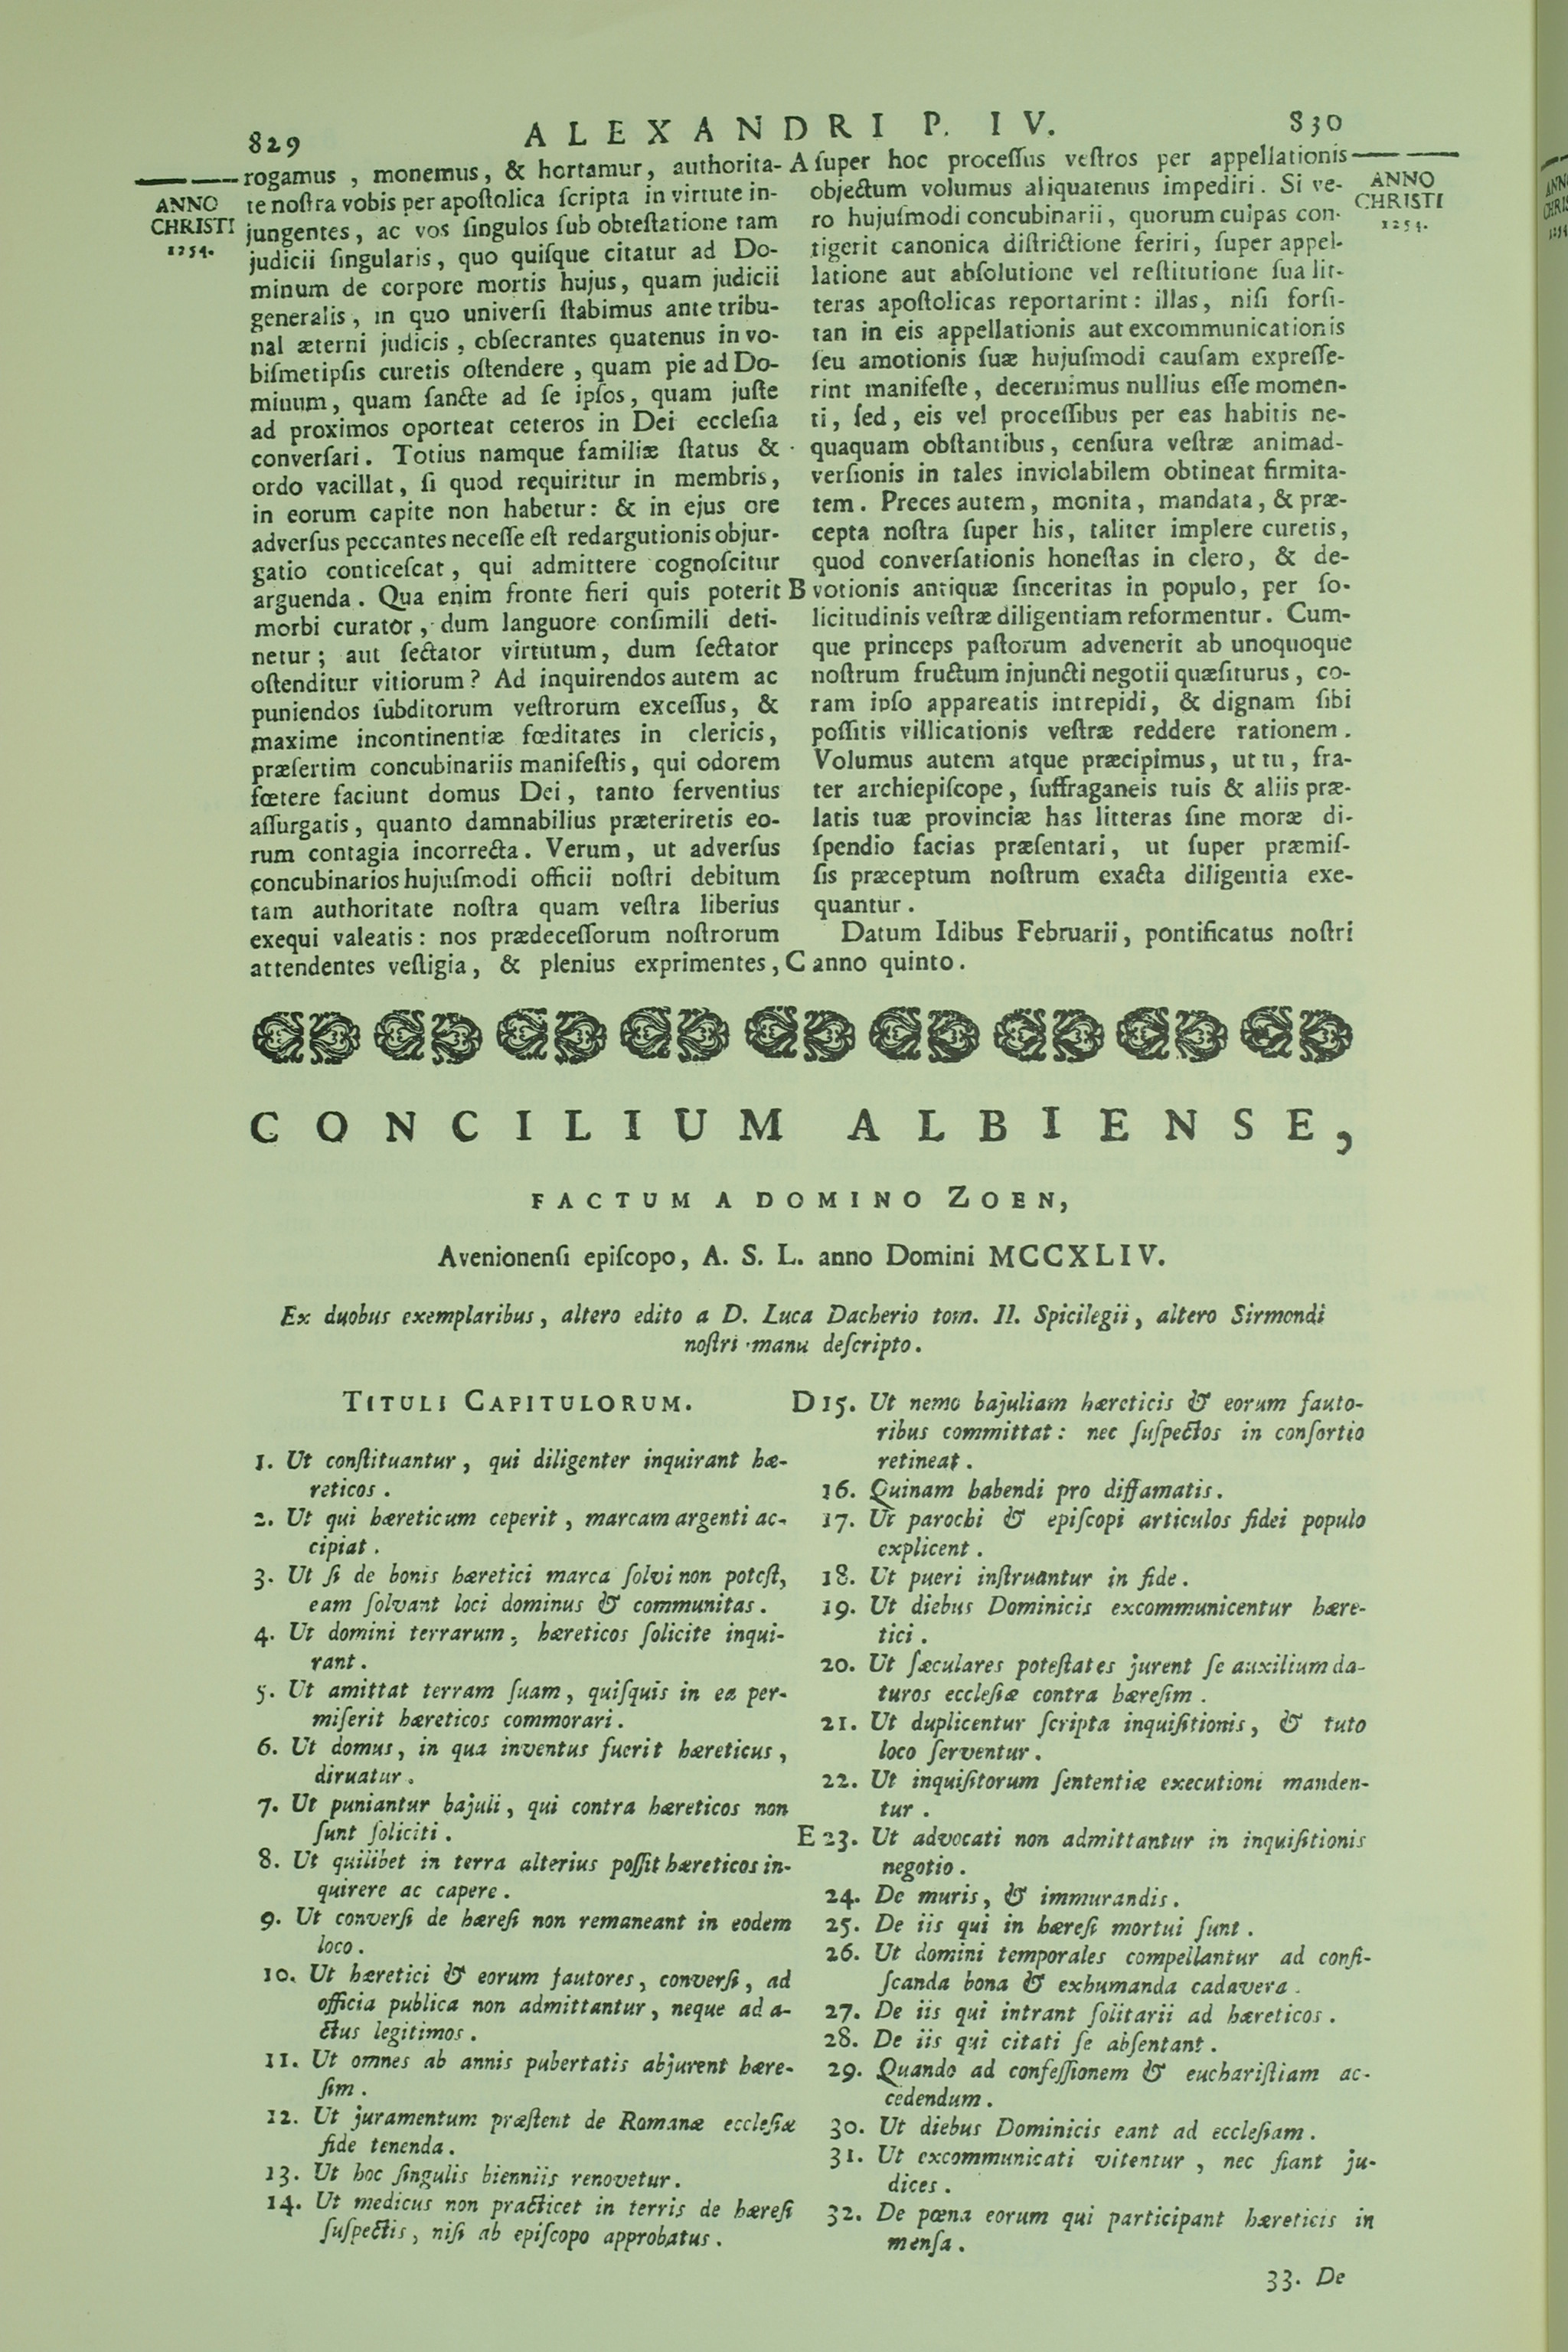 829
ALEXANDRI P. IV.
830
ANNO
CHRISTI
1254.
rogamus , monemus, & hortamur, authorita-
te noſtra vobis per apoſtolica ſcripta in virtute in-
jungentes, ac vos ſingulos ſub obteſtatione tam
judicii ſingularis, quo quiſque citatur ad Do-
minum de corpore mortis hujus, quam judicii
generalis, in quo univerſi ſtabimus ante tribu-
nal æterni judicis, obſecrantes quatenus in vo-
biſmetipſis curetis oſtendere, quam pie ad Do-
minum, quam ſancte ad ſe ipſos, quam juſte
ad proximos oporteat ceteros in Dei eccleſia
converſari. Totius namque familiæ ſtatus &
ordo vacillat, ſi quod requiritur in membris,
in eorum capite non habetur: & in ejus ore
adverſus peccantes neceſſe eſt redargutionis objur-
gatio conticeſcat, qui admittere cognoſcitur
arguenda. Qua enim fronte fieri quis poterit
morbi curator, dum languore conſimili deti-
netur; aut ſectator virtutum, dum ſectator
oſtenditur vitiorum? Ad inquirendos autem ac
puniendos ſubditorum veſtrorum exceſſus, &
maxime incontinentiæ fœditates in clericis,
præſertim concubinariis manifeſtis, qui odorem
fœtere faciunt domus Dei, tanto ferventius
aſſurgatis, quanto damnabilius præteriretis eo-
rum contagia incorrecta. Verum, ut adverſus
concubinarios hujuſmodi officii noſtri debitum
tam authoritate noſtra quam veſtra liberius
exequi valeatis: nos prædeceſſorum noſtrorum
attendentes veſtigia, & plenius exprimentes,
ANNO
CHRISTI
1254.
A ſuper hoc proceſſus veſtros per appellationis
objectum volumus aliquatenus impediri. Si ve-
ro hujuſmodi concubinarii, quorum culpas con-
tigerit canonica diſtrictione feriri, ſuper appel-
latione aut abſolutione vel reſtitutione ſua lit-
teras apoſtolicas reportarint: illas, niſi forſi-
tan in eis appellationis aut excommunicationis
ſeu amotionis ſuæ hujuſmodi cauſam expreſſe-
rint manifeſte, decernimus nullius eſſe momen-
ti, ſed, eis vel proceſſibus per eas habitis ne-
quaquam obſtantibus, cenſura veſtræ animad-
verſionis in tales inviolabilem obtineat firmita-
tem. Preces autem, monita, mandata, & præ-
cepta noſtra ſuper his, taliter implere curetis,
quod converſationis honeſtas in clero, & de-
B votionis antiquæ ſinceritas in populo, per ſo-
licitudinis veſtræ diligentiam reformentur. Cum-
que princeps paſtorum advenerit ab unoquoque
noſtrum fructum injuncti negotii quæſiturus, co-
ram ipſo appareatis intrepidi, & dignam ſibi
poſſitis villicationis veſtræ reddere rationem.
Volumus autem atque præcipimus, ut tu, fra-
ter archiepiſcope, ſuffraganeis tuis & aliis præ-
latis tuæ provinciæ has litteras ſine moræ di-
ſpendio facias præſentari, ut ſuper præmiſ-
ſis præceptum noſtrum exacta diligentia exe-
quantur.
Datum Idibus Februarii, pontificatus noſtri
C anno quinto.
CONCILIUM ALBIENSE,
FACTUM A DOMINO ZOEN,
Avenionenſi epiſcopo, A. S. L. anno Domini MCCXLIV.
Ex duobus exemplaribus, altero edito a D. Luca Dacherio tom. II. Spicilegii, altero Sirmondi
noſtri manu deſcripto.
TITULI CAPITULORUM.
1. Ut conſtituantur, qui diligenter inquirant hæ-
reticos.
2. Ut qui hæreticum ceperit, marcam argenti ac-
cipiat.
3. Ut ſi de bonis hæretici marca ſolvi non poteſt,
eam ſolvant loci dominus & communitas.
4. Ut domini terrarum, hæreticos ſolicite inqui-
rant.
5. Ut amittat terram ſuam, quiſquis in ea per-
miſerit hæreticos commorari.
6. Ut domus, in qua inventus fuerit hæreticus,
diruatur.
7. Ut puniantur bajuli, qui contra hæreticos non
ſunt ſoliciti.
8. Ut quilibet in terra alterius poſſit hæreticos in-
quirere ac capere.
9. Ut converſi de hæreſi non remaneant in eodem
loco.
10. Ut hæretici & eorum fautores, converſi, ad
officia publica non admittantur, neque ad a-
ctus legitimos.
11. Ut omnes ab annis pubertatis abjurent hære-
ſim.
12. Ut juramentum præſtent de Romanæ eccleſiæ
fide tenenda.
13. Ut hoc ſingulis bienniis renovetur.
14. Ut medicus non practicet in terris de hæreſi
ſuſpectis, niſi ab epiſcopo approbatus.
D 15. Ut nemo bajuliam hæreticis & eorum fauto-
ribus committat: nec ſuſpectos in conſortio
retineat.
16. Quinam habendi pro diffamatis.
17. Ut parochi & epiſcopi articulos fidei populo
explicent.
18. Ut pueri inſtruantur in fide.
19. Ut diebus Dominicis excommunicentur hære-
tici.
20. Ut ſæculares poteſtates jurent ſe auxilium da-
turos eccleſiæ contra hæreſim.
21. Ut duplicentur ſcripta inquiſitionis, & tuto
loco ſerventur.
22. Ut inquiſitorum ſententiæ executioni manden-
tur.
E 23. Ut advocati non admittantur in inquiſitionis
negotio.
24. De muris, & immurandis.
25. De iis qui in hæreſi mortui ſunt.
26. Ut domini temporales compellantur ad confi-
ſcanda bona & exhumanda cadavera.
27. De iis qui intrant ſolitarii ad hæreticos.
28. De iis qui citati ſe abſentant.
29. Quando ad confeſſionem & euchariſtiam ac-
cedendum.
30. Ut diebus Dominicis eant ad eccleſiam.
31. Ut excommunicati vitentur, nec fiant ju-
dices.
32. De pœna eorum qui participant hæreticis in
menſa.
33. De